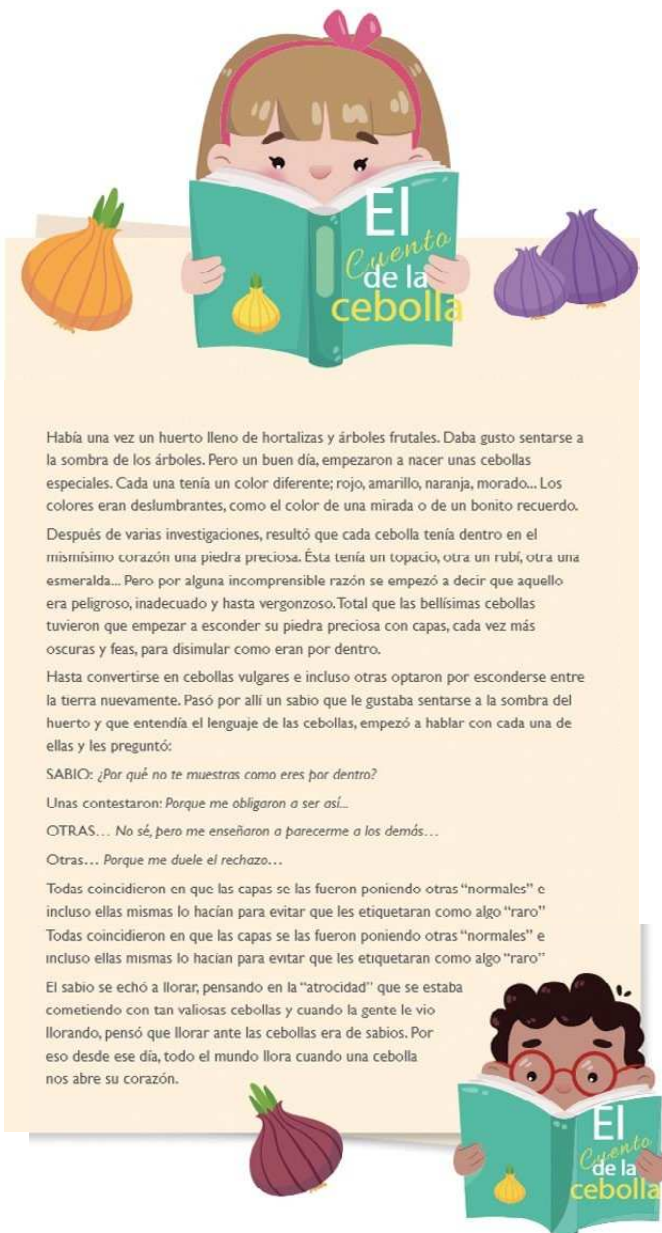 El
Cuento
de la
cebolla
Había una vez un huerto lleno de hortalizas y árboles frutales. Daba gusto sentarse a
la sombra de los árboles. Pero un buen día, empezaron a nacer unas cebollas
especiales. Cada una tenía un color diferente; rojo, amarillo, naranja, morado... Los
colores eran deslumbrantes, como el color de una mirada o de un bonito recuerdo.
Después de varias investigaciones, resultó que cada cebolla tenía dentro en el
mismísimo corazón una piedra preciosa. Ésta tenía un topacio, otra un rubí, otra una
esmeralda... Pero por alguna incomprensible razón se empezó a decir que aquello
era peligroso, inadecuado y hasta vergonzoso. Total que las bellísimas cebollas
tuvieron que empezar a esconder su piedra preciosa con capas, cada vez más
oscuras y feas, para disimular como eran por dentro.
Hasta convertirse en cebollas vulgares e incluso otras optaron por esconderse entre
la tierra nuevamente. Pasó por allí un sabio que le gustaba sentarse a la sombra del
huerto y que entendía el lenguaje de las cebollas, empezó a hablar con cada una de
ellas y les preguntó:
SABIO: ¿Por qué no te muestras como eres por dentro?
Unas contestaron: Porque me obligaron a ser así...
OTRAS... No sé, pero me enseñaron a parecerme a los demás...
Otras... Porque me duele el rechazo...
Todas coincidieron en que las capas se las fueron poniendo otras "normales" e
incluso ellas mismas lo hacían para evitar que les etiquetaran como algo "raro"
Todas coincidieron en que las capas se las fueron poniendo otras "normales" e
incluso ellas mismas lo hacían para evitar que les etiquetaran como algo "raro"
El sabio se echó a llorar, pensando en la "atrocidad" que se estaba
cometiendo con tan valiosas cebollas y cuando la gente le vio
llorando, pensó que llorar ante las cebollas era de sabios. Por
eso desde ese día, todo el mundo llora cuando una cebolla
nos abre su corazón.
El
Cuento
de la
cebolla